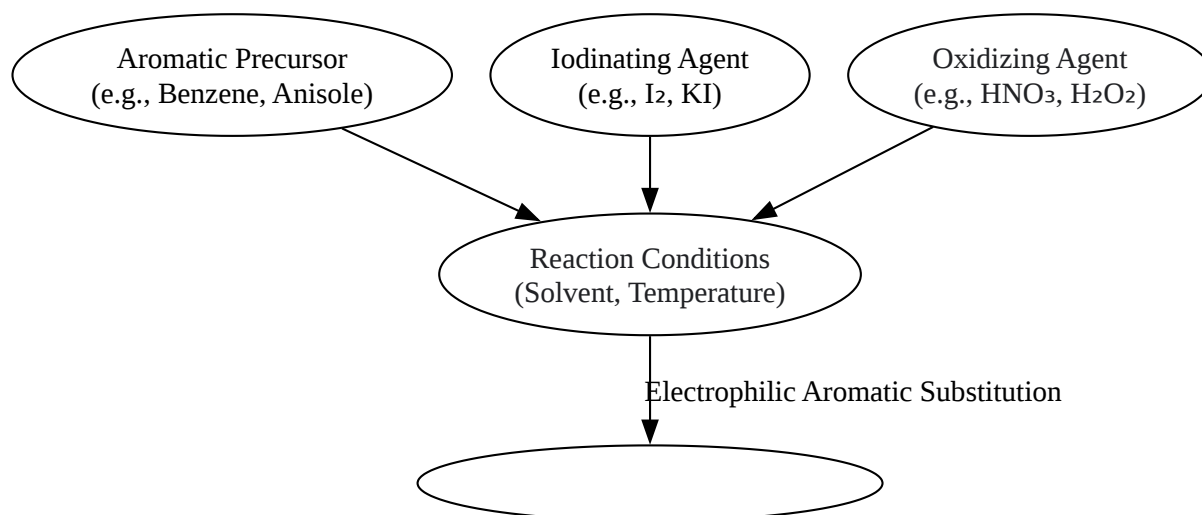 Aromatic Precursor
(e.g., Benzene, Anisole)
Iodinating Agent
(e.g., I₂, KI)
Oxidizing Agent
(e.g., HNO₃, H₂O₂)
Reaction Conditions
(Solvent, Temperature)
Electrophilic Aromatic Substitution